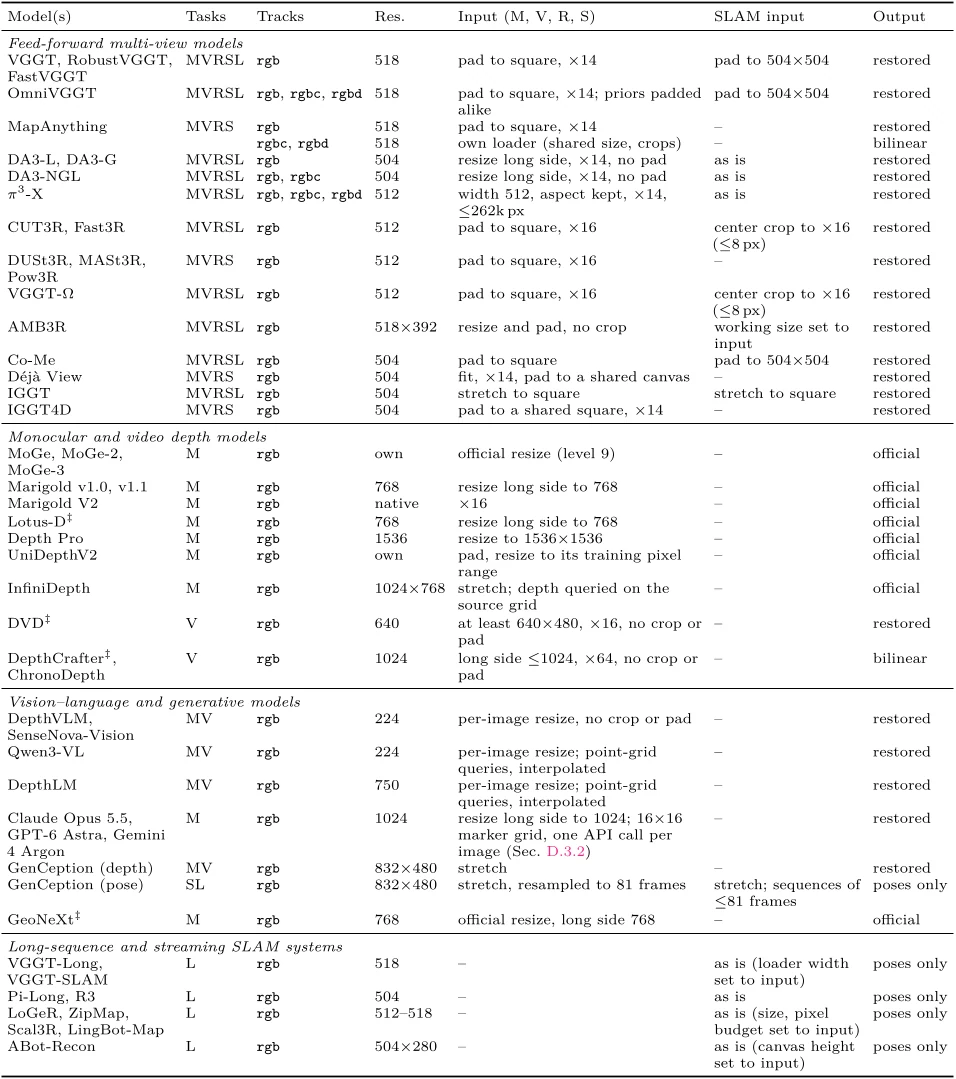 Model(s) Tasks Tracks Res. Input (M, V, R, S) SLAM input Output
Feed-forward multi-view models
VGGT, RobustVGGT, MVRSL rgb 518 pad to square, ×14 pad to 504×504 restored
FastVGGT
OmniVGGT MVRSL rgb, rgbc, rgbd 518 pad to square, ×14; priors padded pad to 504×504 restored
alike
MapAnything MVRS rgb 518 pad to square, ×14 – restored
rgbc, rgbd 518 own loader (shared size, crops) – bilinear
DA3-L, DA3-G MVRSL rgb 504 resize long side, ×14, no pad as is restored
DA3-NGL MVRSL rgb, rgbc 504 resize long side, ×14, no pad as is restored
π³-X MVRSL rgb, rgbc, rgbd 512 width 512, aspect kept, ×14, as is restored
≤262k px
CUT3R, Fast3R MVRSL rgb 512 pad to square, ×16 center crop to ×16 restored
(≤8 px)
DUSt3R, MASt3R, MVRS rgb 512 pad to square, ×16 – restored
Pow3R
VGGT-Ω MVRSL rgb 512 pad to square, ×16 center crop to ×16 restored
(≤8 px)
AMB3R MVRSL rgb 518×392 resize and pad, no crop working size set to restored
input
Co-Me MVRSL rgb 504 pad to square pad to 504×504 restored
Déjà View MVRS rgb 504 fit, ×14, pad to a shared canvas – restored
IGGT MVRSL rgb 504 stretch to square stretch to square restored
IGGT4D MVRS rgb 504 pad to a shared square, ×14 – restored
Monocular and video depth models
MoGe, MoGe-2, M rgb own official resize (level 9) – official
MoGe-3
Marigold v1.0, v1.1 M rgb 768 resize long side to 768 – official
Marigold V2 M rgb native ×16 – official
Lotus-D‡ M rgb 768 resize long side to 768 – official
Depth Pro M rgb 1536 resize to 1536×1536 – official
UniDepthV2 M rgb own pad, resize to its training pixel – official
range
InfiniDepth M rgb 1024×768 stretch; depth queried on the – official
source grid
DVD‡ V rgb 640 at least 640×480, ×16, no crop or – restored
pad
DepthCrafter‡, V rgb 1024 long side ≤1024, ×64, no crop or – bilinear
ChronoDepth pad
Vision–language and generative models
DepthVLM, MV rgb 224 per-image resize, no crop or pad – restored
SenseNova-Vision
Qwen3-VL MV rgb 224 per-image resize; point-grid – restored
queries, interpolated
DepthLM MV rgb 750 per-image resize; point-grid – restored
queries, interpolated
Claude Opus 5.5, M rgb 1024 resize long side to 1024; 16×16 – restored
GPT-6 Astra, Gemini marker grid, one API call per
4 Argon image (Sec. D.3.2)
GenCeption (depth) MV rgb 832×480 stretch – restored
GenCeption (pose) SL rgb 832×480 stretch, resampled to 81 frames stretch; sequences of poses only
≤81 frames
GeoNeXt‡ M rgb 768 official resize, long side 768 – official
Long-sequence and streaming SLAM systems
VGGT-Long, L rgb 518 – as is (loader width poses only
VGGT-SLAM set to input)
Pi-Long, R3 L rgb 504 – as is poses only
LoGeR, ZipMap, L rgb 512–518 – as is (size, pixel poses only
Scal3R, LingBot-Map budget set to input)
ABot-Recon L rgb 504×280 – as is (canvas height poses only
set to input)